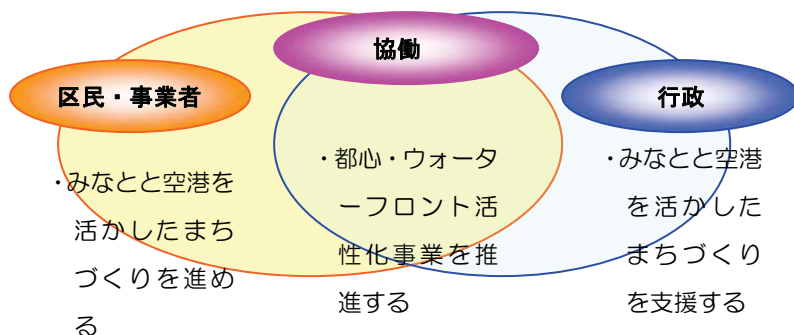 協働
区民・事業者
行政
・みなとと空港を
活かしたまち
づくりを進め
る
・都心・ウォータ
ーフロント活
性化事業を推
進する
・みなとと空港
を活かした
まちづくり
を支援する